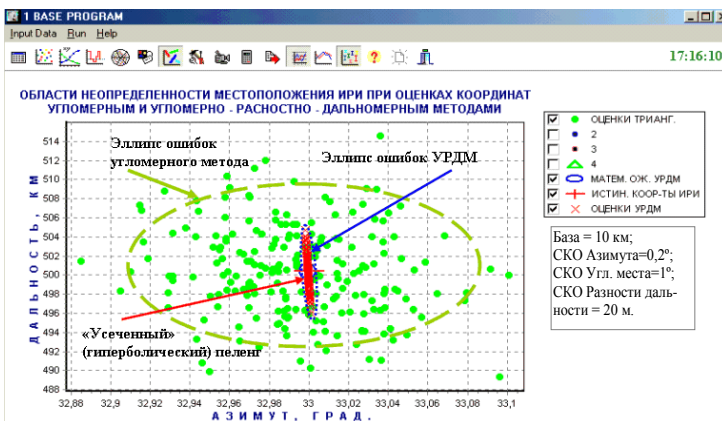 1 BASE PROGRAM
Input Data Run Help
17:16:10
ОБЛАСТИ НЕОПРЕДЕЛЕННОСТИ МЕСТОПОЛОЖЕНИЯ ИРИ ПРИ ОЦЕНКАХ КООРДИНАТ
УГЛОМЕРНЫМ И УГЛОМЕРНО - РАСНОСТНО - ДАЛЬНОМЕРНЫМ МЕТОДАМИ
ДАЛЬНОСТЬ, КМ
514
512
510
508
506
504
502
500
498
496
494
492
490
488
Эллипс ошибок
угломерного метода
Эллипс ошибок УРДМ
«Усеченный»
(гиперболический) пеленг
32,88 32,9 32,92 32,94 32,96 32,98 33 33,02 33,04 33,06 33,08 33,1
АЗИМУТ, ГРАД.
ОЦЕНКИ ТРИАНГ.
2
3
4
МАТЕМ. ОЖ. УРДМ
ИСТИН. КООР-ТЫ ИРИ
ОЦЕНКИ УРДМ
База = 10 км;
СКО Азимута=0,2º;
СКО Угл. места=1º;
СКО Разности даль-
ности = 20 м.